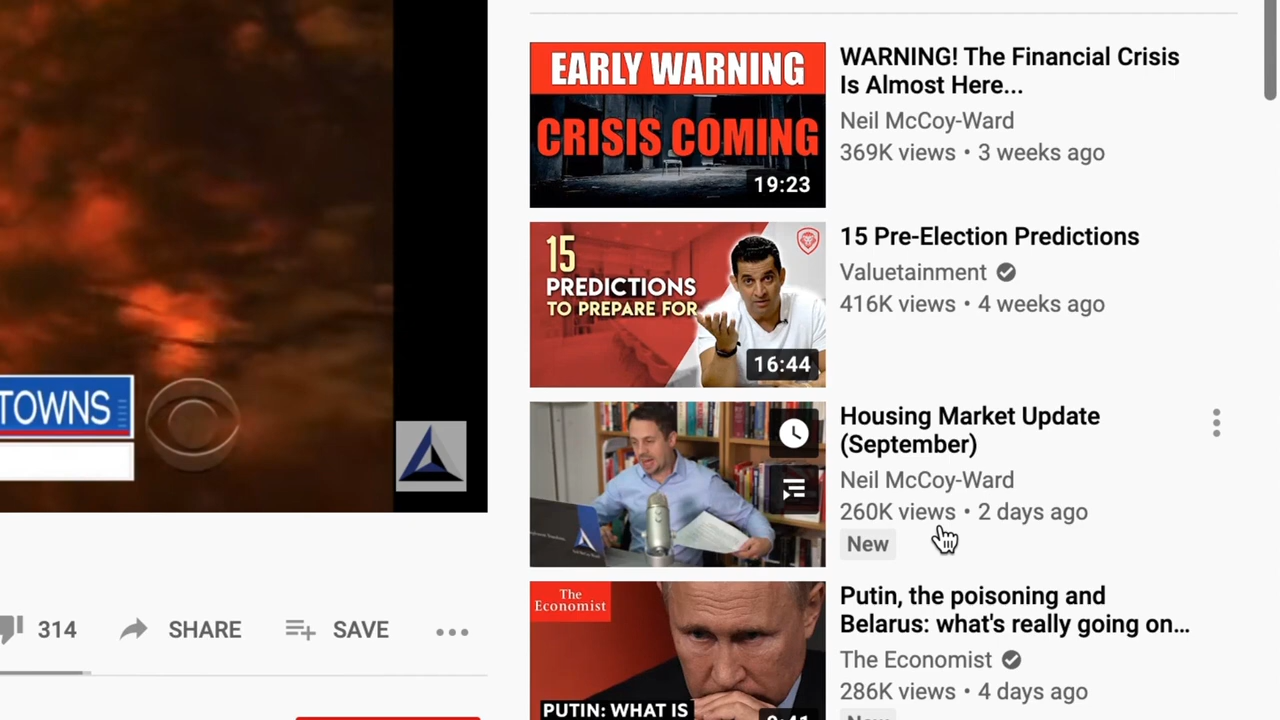 TOWNS
314
SHARE
SAVE
EARLY WARNING
CRISIS COMING
19:23
WARNING! The Financial Crisis
Is Almost Here...
Neil McCoy-Ward
369K views • 3 weeks ago
15
PREDICTIONS
TO PREPARE FOR
16:44
15 Pre-Election Predictions
Valuetainment
416K views • 4 weeks ago
Housing Market Update
(September)
Neil McCoy-Ward
260K views • 2 days ago
New
The
Economist
PUTIN: WHAT IS
Putin, the poisoning and
Belarus: what's really going on...
The Economist
286K views • 4 days ago